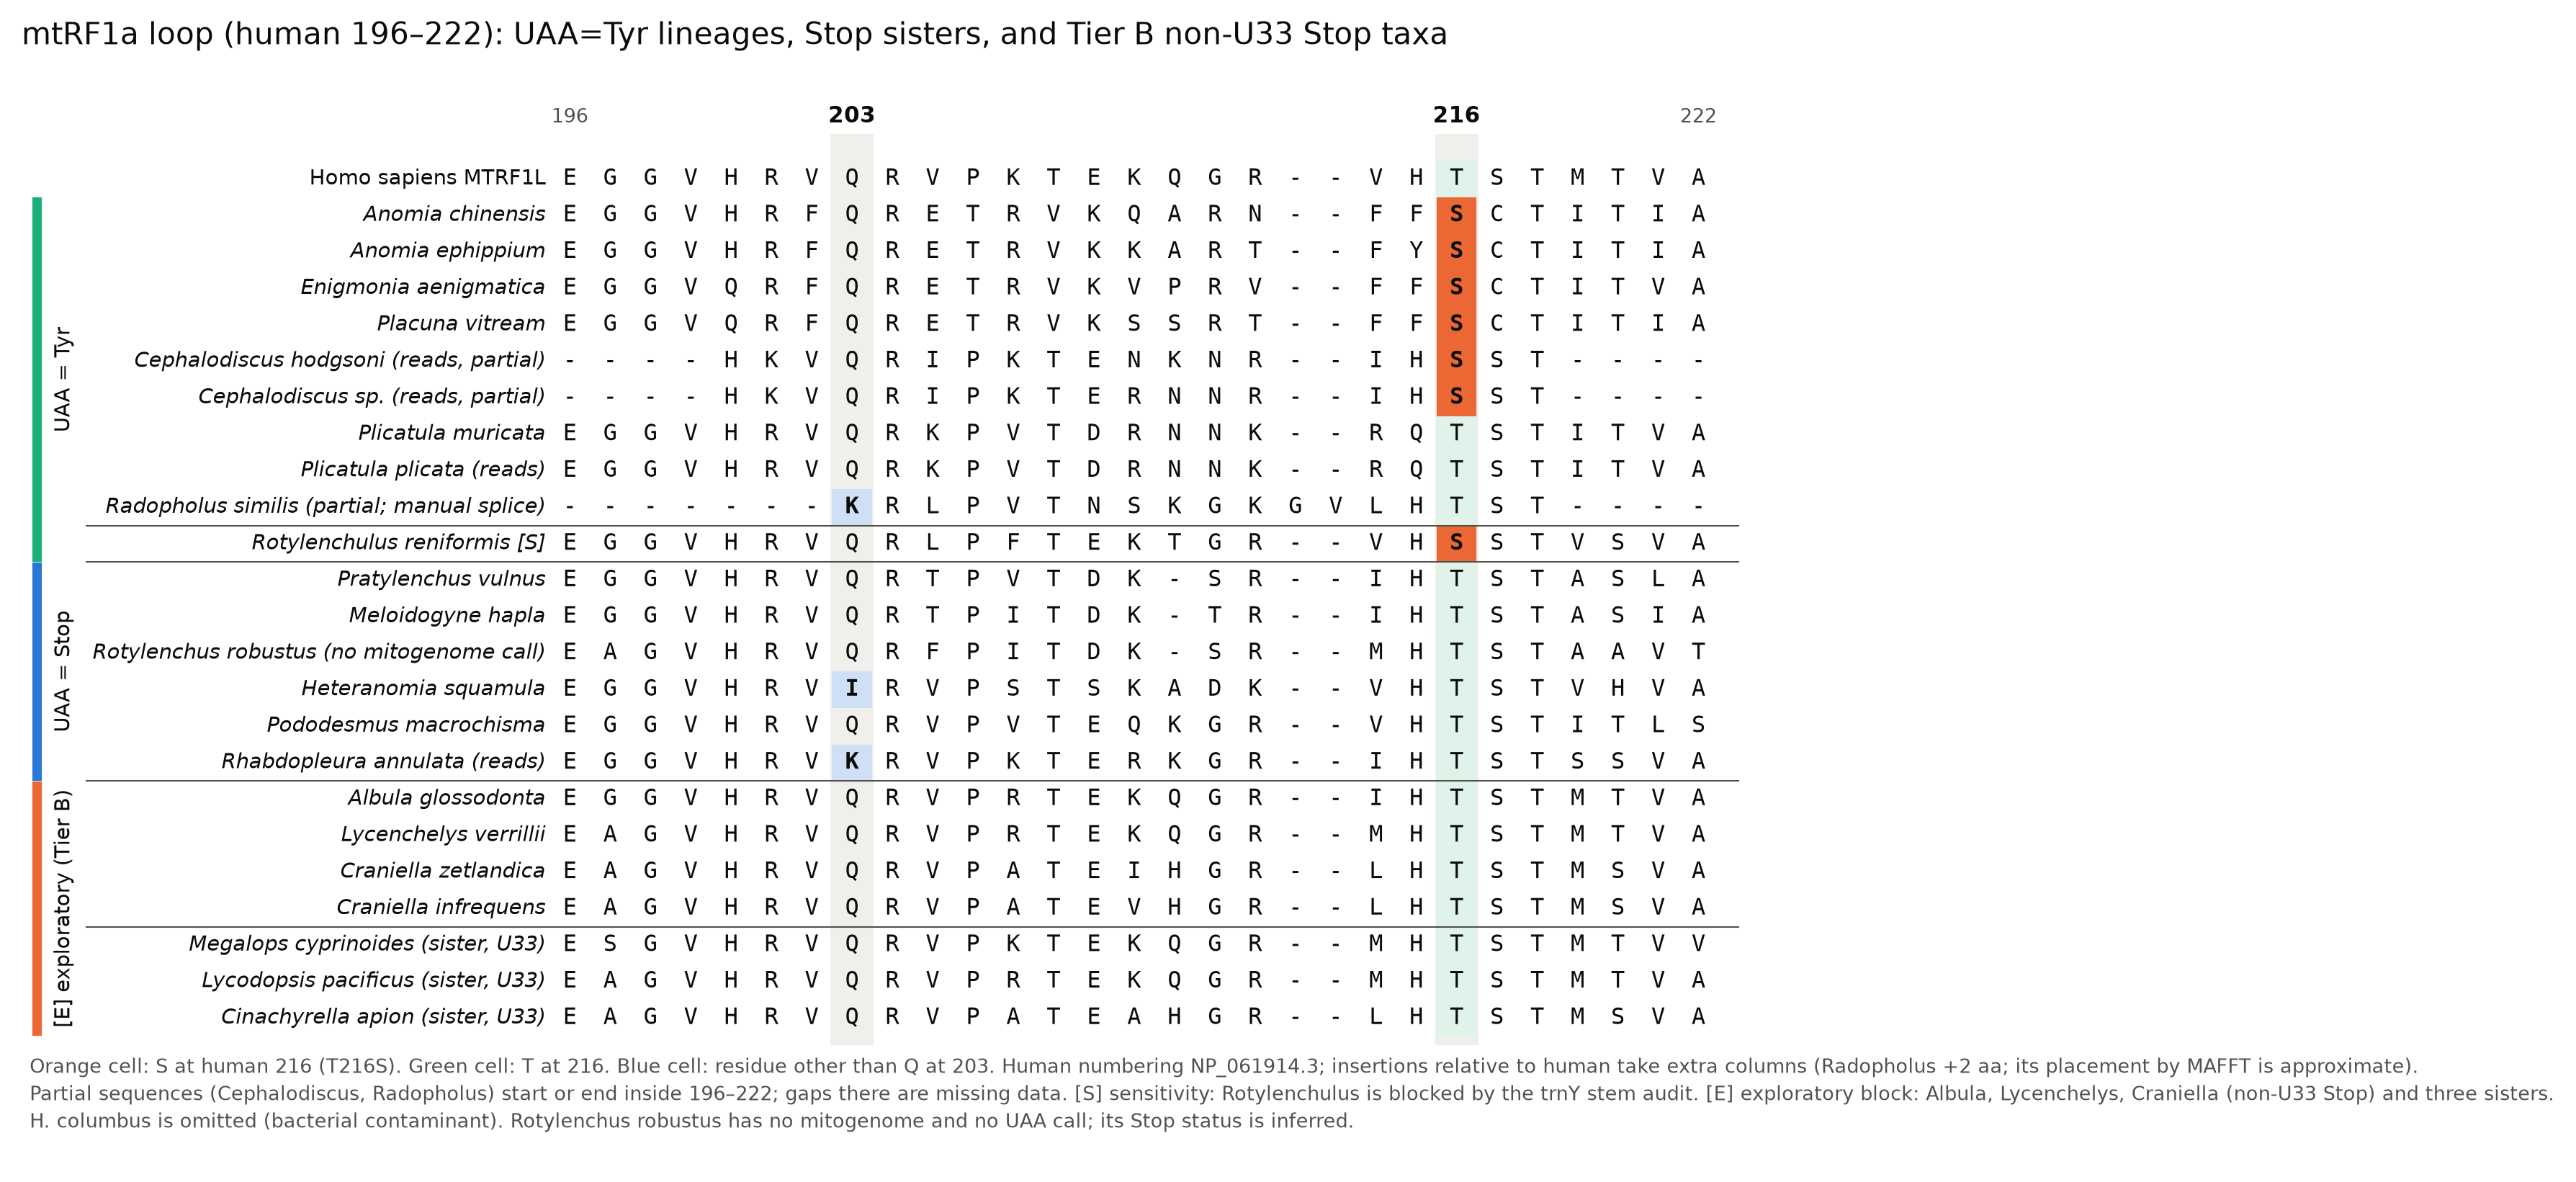 mtRF1a loop (human 196–222): UAA=Tyr lineages, Stop sisters, and Tier B non-U33 Stop taxa
196 203 216 222
Homo sapiens MTRF1L E G G V H R V Q R V P K T E K Q G R - - V H T S T M T V A
UAA = Tyr
Anomia chinensis E G G V H R F Q R E T R V K Q A R N - - F F S C T I T I A
Anomia ephippium E G G V H R F Q R E T R V K K A R T - - F Y S C T I T I A
Enigmonia aenigmatica E G G V Q R F Q R E T R V K V P R V - - F F S C T I T V A
Placuna vitream E G G V Q R F Q R E T R V K S S R T - - F F S C T I T I A
Cephalodiscus hodgsoni (reads, partial) - - - - H K V Q R I P K T E N K N R - - I H S S T - - - -
Cephalodiscus sp. (reads, partial) - - - - H K V Q R I P K T E R N N R - - I H S S T - - - -
Plicatula muricata E G G V H R V Q R K P V T D R N N K - - R Q T S T I T V A
Plicatula plicata (reads) E G G V H R V Q R K P V T D R N N K - - R Q T S T I T V A
Radopholus similis (partial; manual splice) - - - - - - - K R L P V T N S K G K G V L H T S T - - - -
Rotylenchulus reniformis [S] E G G V H R V Q R L P F T E K T G R - - V H S S T V S V A
UAA = Stop
Pratylenchus vulnus E G G V H R V Q R T P V T D K - S R - - I H T S T A S L A
Meloidogyne hapla E G G V H R V Q R T P I T D K - T R - - I H T S T A S I A
Rotylenchus robustus (no mitogenome call) E A G V H R V Q R F P I T D K - S R - - M H T S T A A V T
Heteranomia squamula E G G V H R V I R V P S T S K A D K - - V H T S T V H V A
Pododesmus macrochisma E G G V H R V Q R V P V T E Q K G R - - V H T S T I T L S
Rhabdopleura annulata (reads) E G G V H R V K R V P K T E R K G R - - I H T S T S S V A
[E] exploratory (Tier B)
Albula glossodonta E G G V H R V Q R V P R T E K Q G R - - I H T S T M T V A
Lycenchelys verrillii E A G V H R V Q R V P R T E K Q G R - - M H T S T M T V A
Craniella zetlandica E A G V H R V Q R V P A T E I H G R - - L H T S T M S V A
Craniella infrequens E A G V H R V Q R V P A T E V H G R - - L H T S T M S V A
Megalops cyprinoides (sister, U33) E S G V H R V Q R V P K T E K Q G R - - M H T S T M T V V
Lycodopsis pacificus (sister, U33) E A G V H R V Q R V P R T E K Q G R - - M H T S T M T V A
Cinachyrella apion (sister, U33) E A G V H R V Q R V P A T E A H G R - - L H T S T M S V A
Orange cell: S at human 216 (T216S). Green cell: T at 216. Blue cell: residue other than Q at 203. Human numbering NP_061914.3; insertions relative to human take extra columns (Radopholus +2 aa; its placement by MAFFT is approximate).
Partial sequences (Cephalodiscus, Radopholus) start or end inside 196–222; gaps there are missing data. [S] sensitivity: Rotylenchulus is blocked by the trnY stem audit. [E] exploratory block: Albula, Lycenchelys, Craniella (non-U33 Stop) and three sisters.
H. columbus is omitted (bacterial contaminant). Rotylenchus robustus has no mitogenome and no UAA call; its Stop status is inferred.